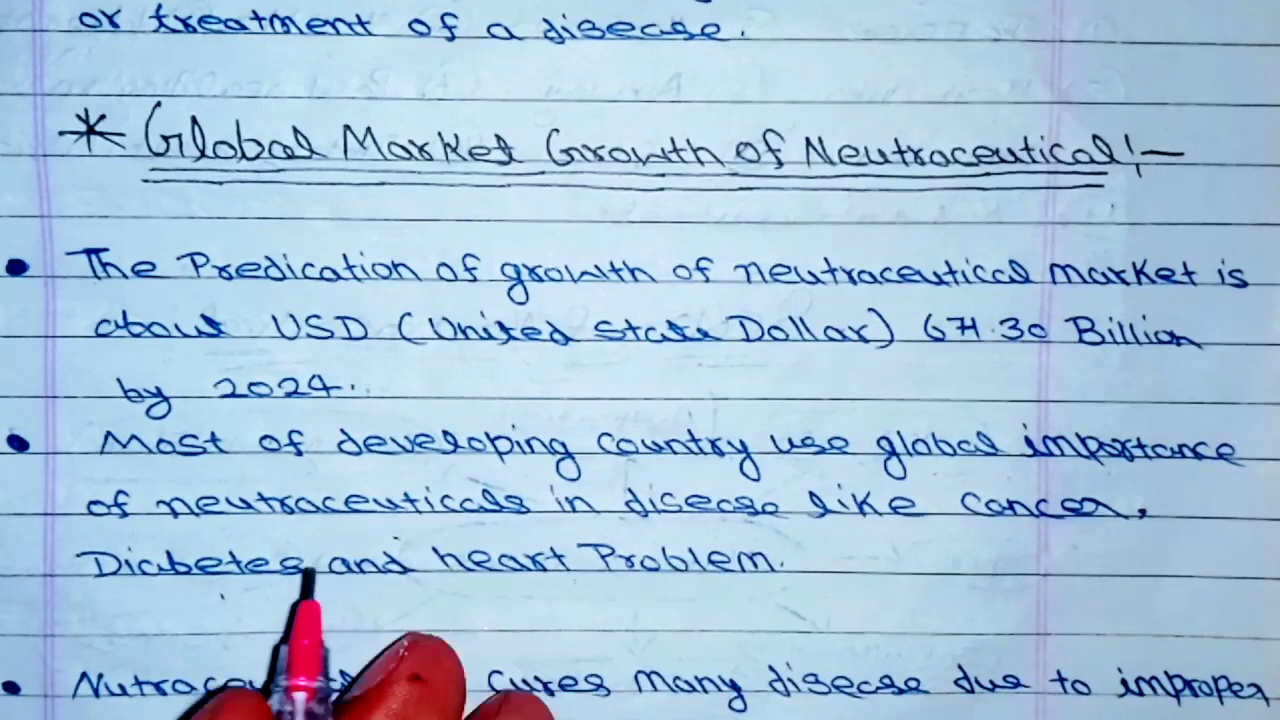 or treatment of a disease.
* Global Market Growth of Neutraceutical:-
• The Predication of growth of neutraceutical market is
about USD (United State Dollar) 671.30 Billion
by 2024.
• Most of developing country use global importance
of neutraceuticals in disease like cancer,
Diabetes and heart Problem.
• cures many disease due to improper